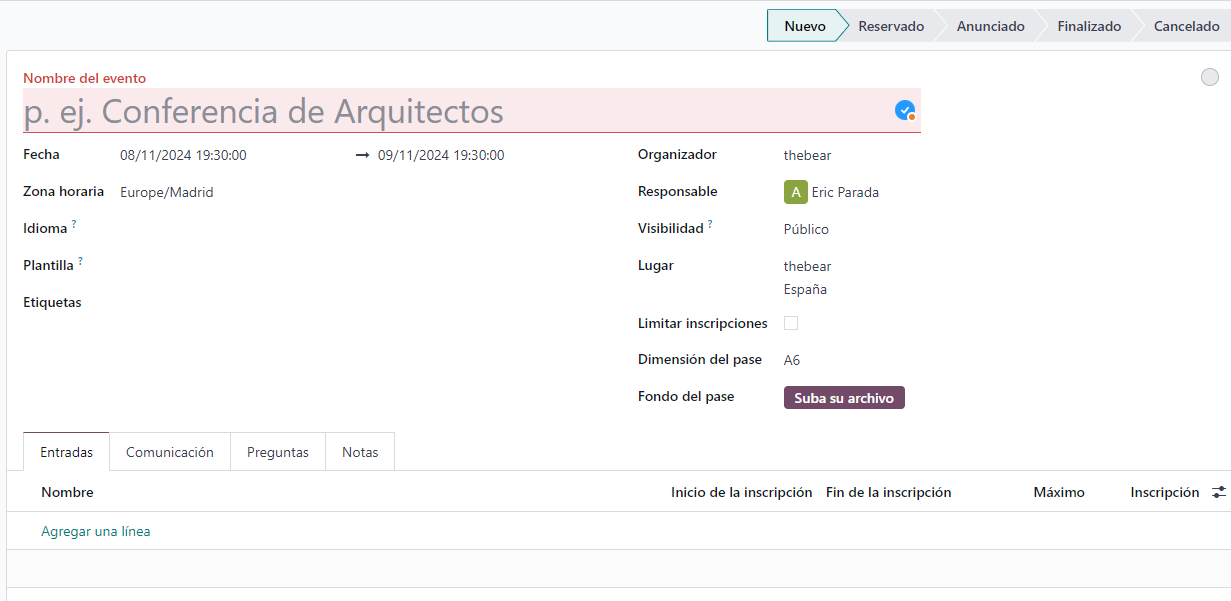 Nuevo Reservado Anunciado Finalizado Cancelado
Nombre del evento
p. ej. Conferencia de Arquitectos
Fecha 08/11/2024 19:30:00 → 09/11/2024 19:30:00
Organizador thebear
Zona horaria Europe/Madrid
Responsable A Eric Parada
Idioma ?
Visibilidad ? Público
Plantilla ?
Lugar thebear
España
Etiquetas
Limitar inscripciones
Dimensión del pase A6
Fondo del pase Suba su archivo
Entradas Comunicación Preguntas Notas
Nombre Inicio de la inscripción Fin de la inscripción Máximo Inscripción
Agregar una línea